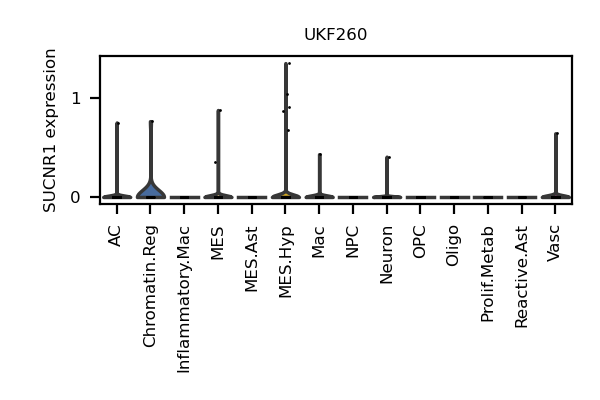 UKF260
SUCNR1 expression
1
0
AC
Chromatin.Reg
Inflammatory.Mac
MES
MES.Ast
MES.Hyp
Mac
NPC
Neuron
OPC
Oligo
Prolif.Metab
Reactive.Ast
Vasc